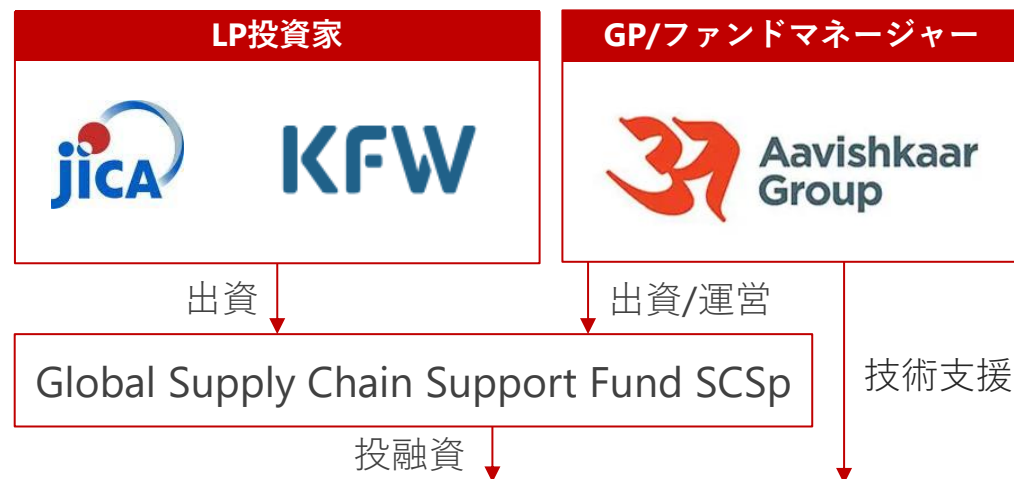 LP投資家
GP/ファンドマネージャー
jicA
KFW
Aavishkaar
Group
出資
出資/運営
Global Supply Chain Support Fund SCSp
技術支援
投融資